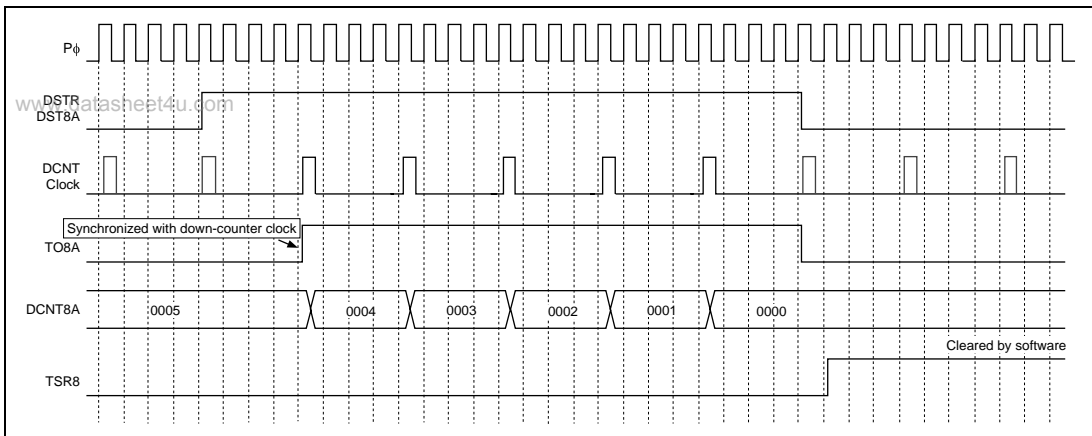 Pφ
www.datasheet4u.com
DSTR
DST8A
DCNT
Clock
Synchronized with down-counter clock
TO8A
DCNT8A
0005
0004
0003
0002
0001
0000
Cleared by software
TSR8